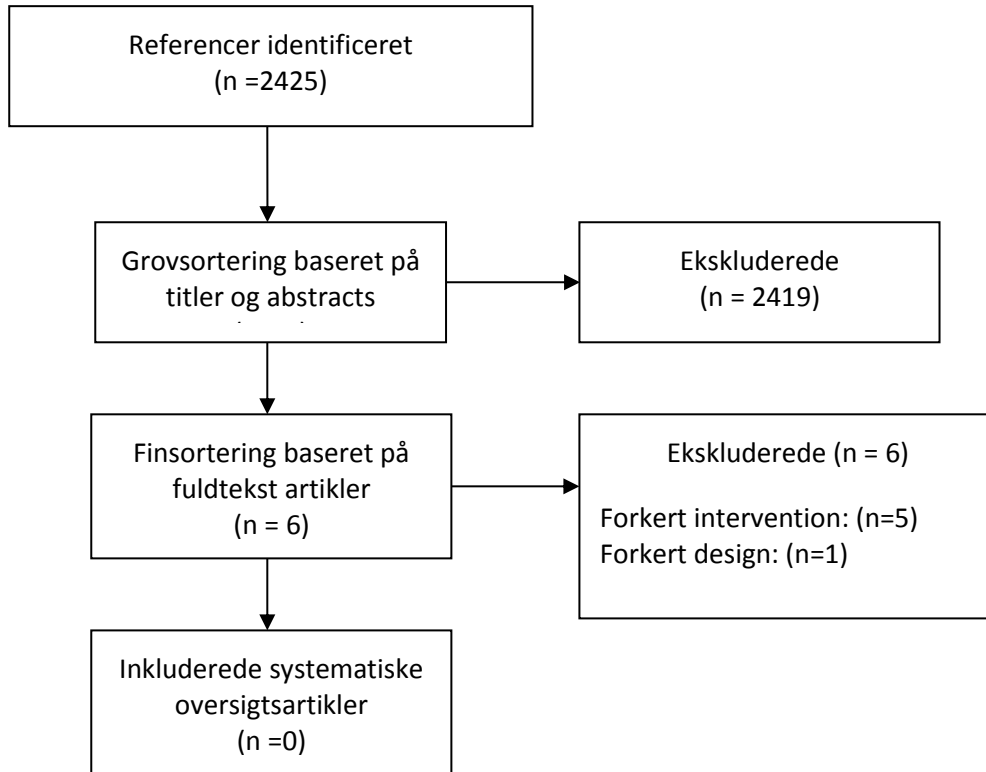 Referencer identificeret
(n =2425)
Grovsortering baseret på
titler og abstracts
Ekskluderede
(n = 2419)
Finsortering baseret på
fuldtekst artikler
(n = 6)
Ekskluderede (n = 6)
Forkert intervention: (n=5)
Forkert design: (n=1)
Inkluderede systematiske
oversigtsartikler
(n =0)